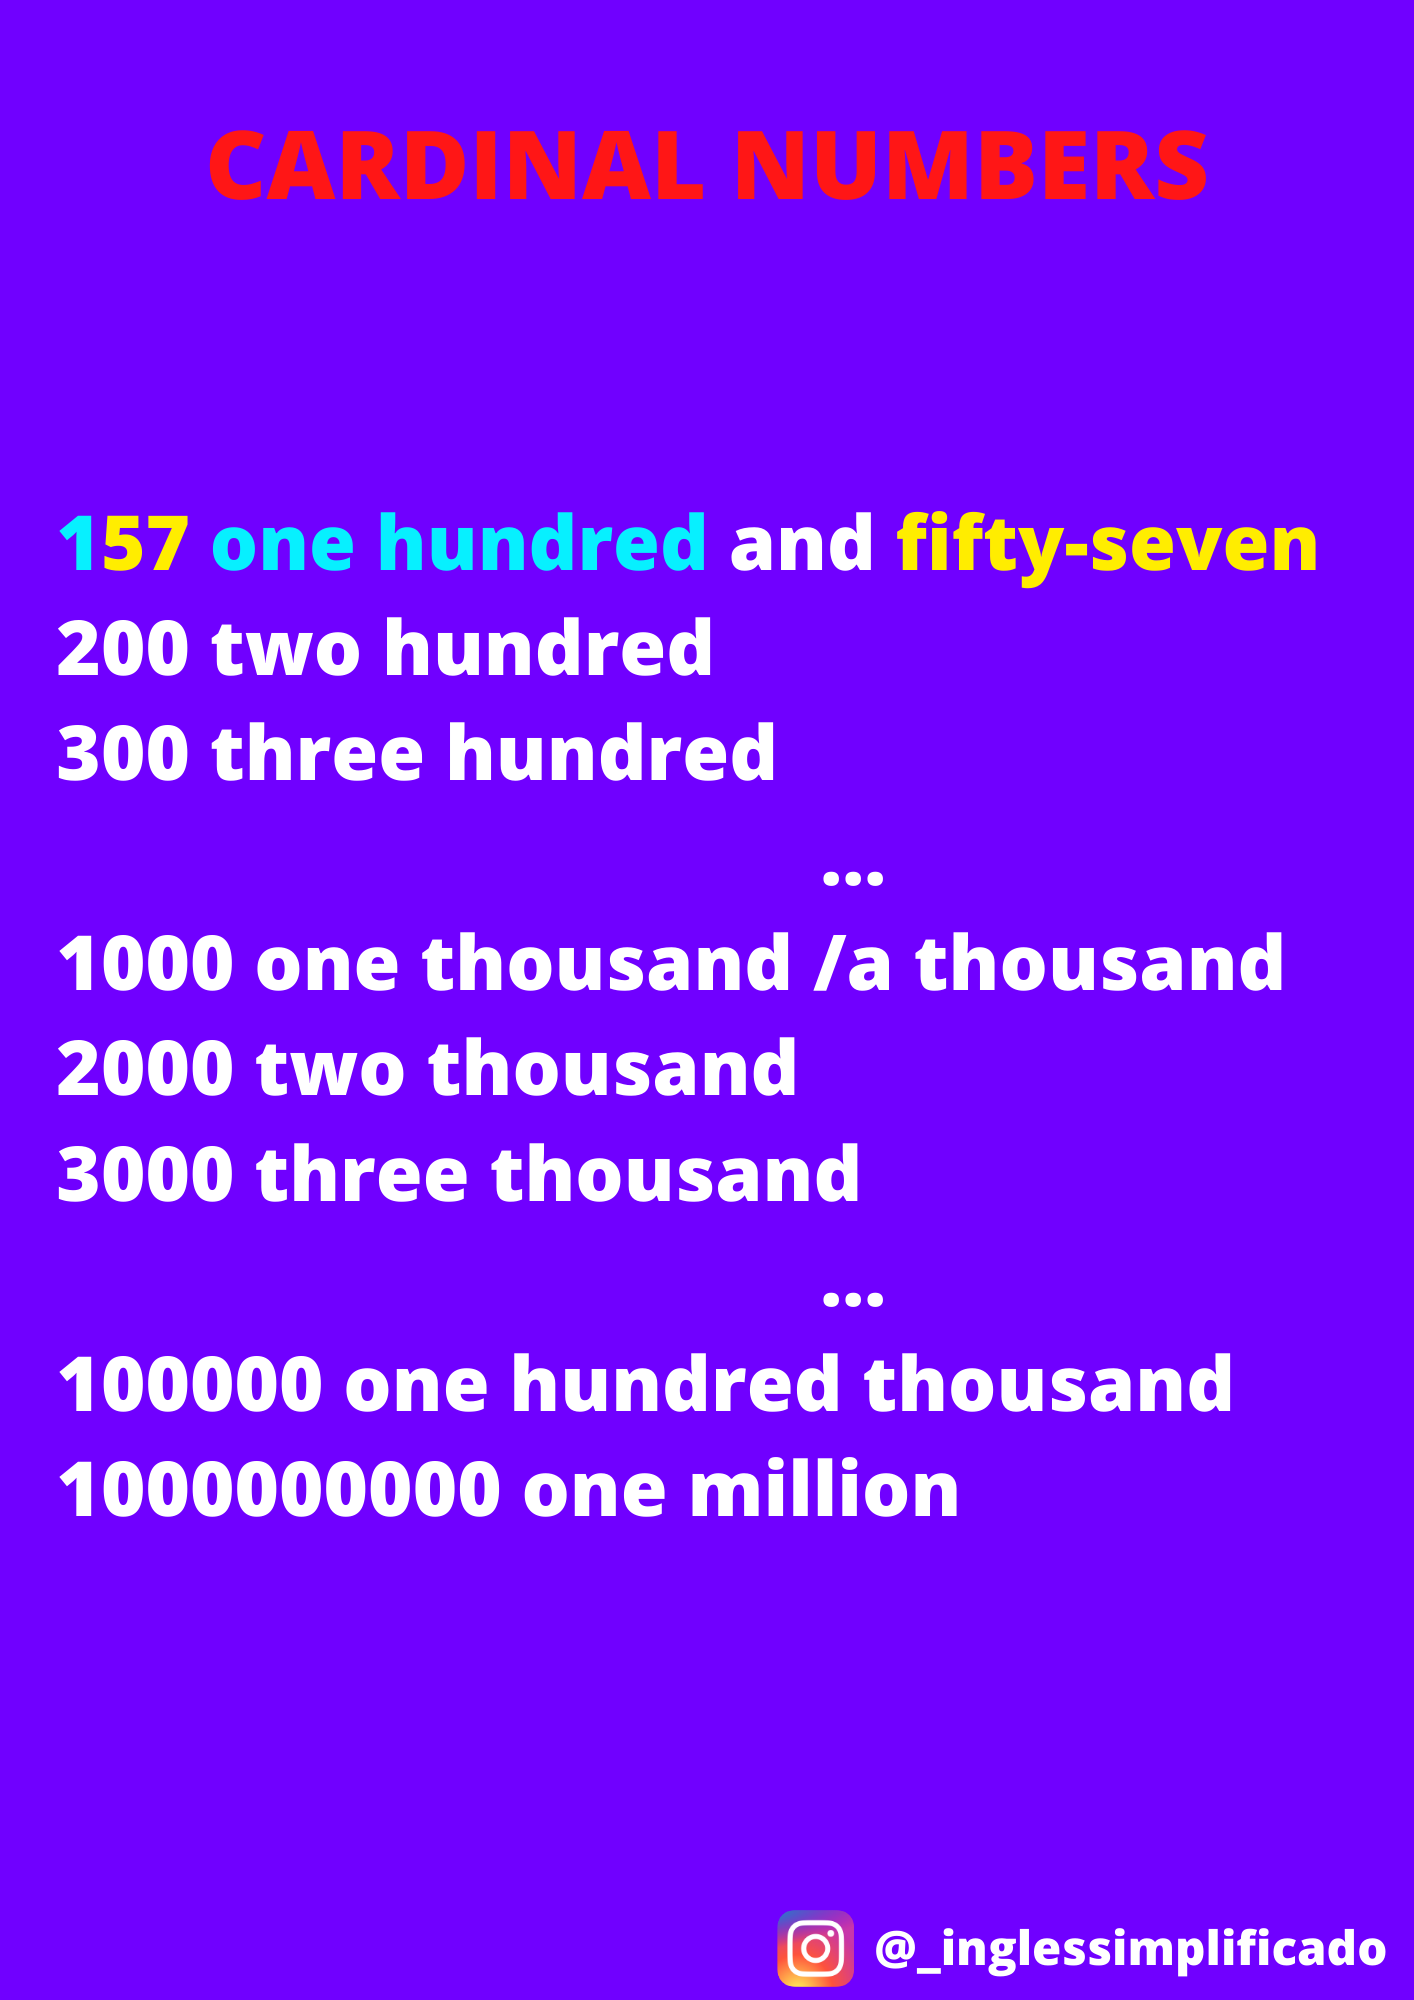 CARDINAL NUMBERS
157 one hundred and fifty-seven
200 two hundred
300 three hundred
...
1000 one thousand /a thousand
2000 two thousand
3000 three thousand
...
100000 one hundred thousand
1000000000 one million
@_inglessimplificado